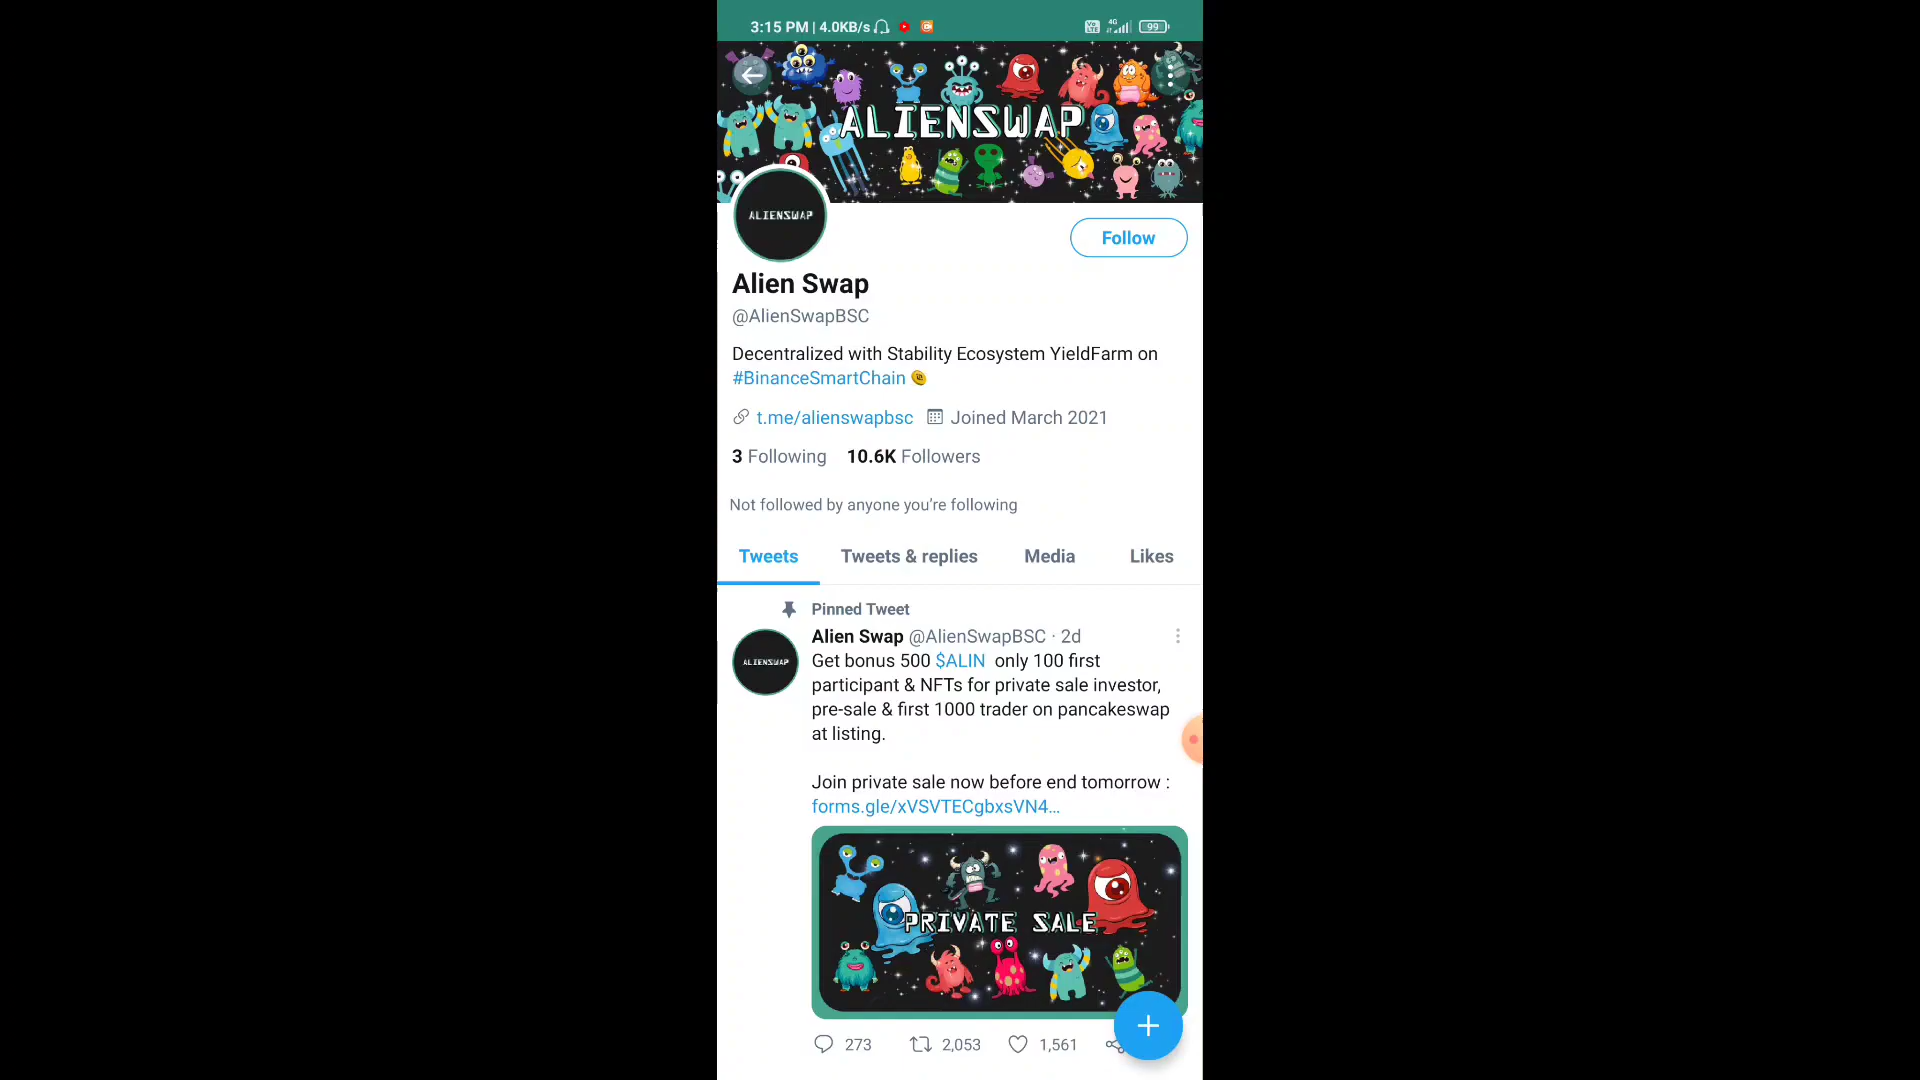 3:15 PM | 4.0KB/s
Vo LTE 4G 99
ALIENSWAP
ALIENSWAP
Follow
Alien Swap
@AlienSwapBSC
Decentralized with Stability Ecosystem YieldFarm on
#BinanceSmartChain
t.me/alienswapbsc Joined March 2021
3 Following 10.6K Followers
Not followed by anyone you're following
Tweets Tweets & replies Media Likes
Pinned Tweet
Alien Swap @AlienSwapBSC · 2d
ALIENSWAP
Get bonus 500 $ALIN only 100 first
participant & NFTs for private sale investor,
pre-sale & first 1000 trader on pancakeswap
at listing.
Join private sale now before end tomorrow :
forms.gle/xVSVTECgbxsVN4...
PRIVATE SALE
273 2,053 1,561